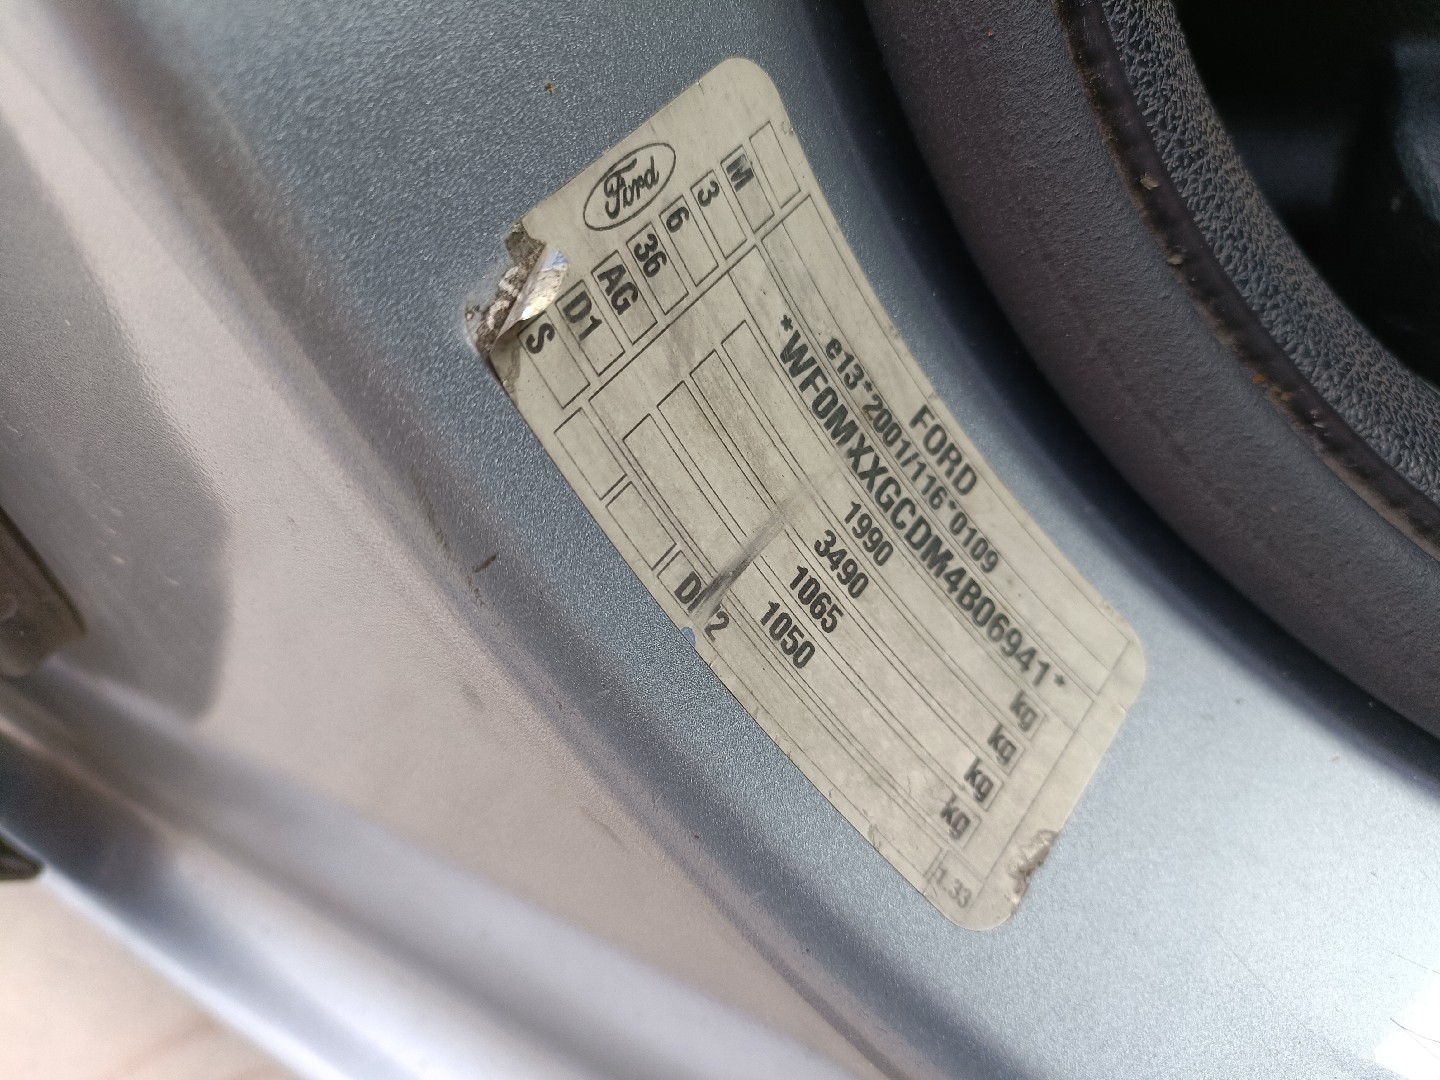 FORD
e13*2001/116*0109
*WF0MXXGCDM4B06941*
1990 kg
3490 kg
1065 kg
1050 kg
1.33
Ford
M
3
6
36
AG
D1
S